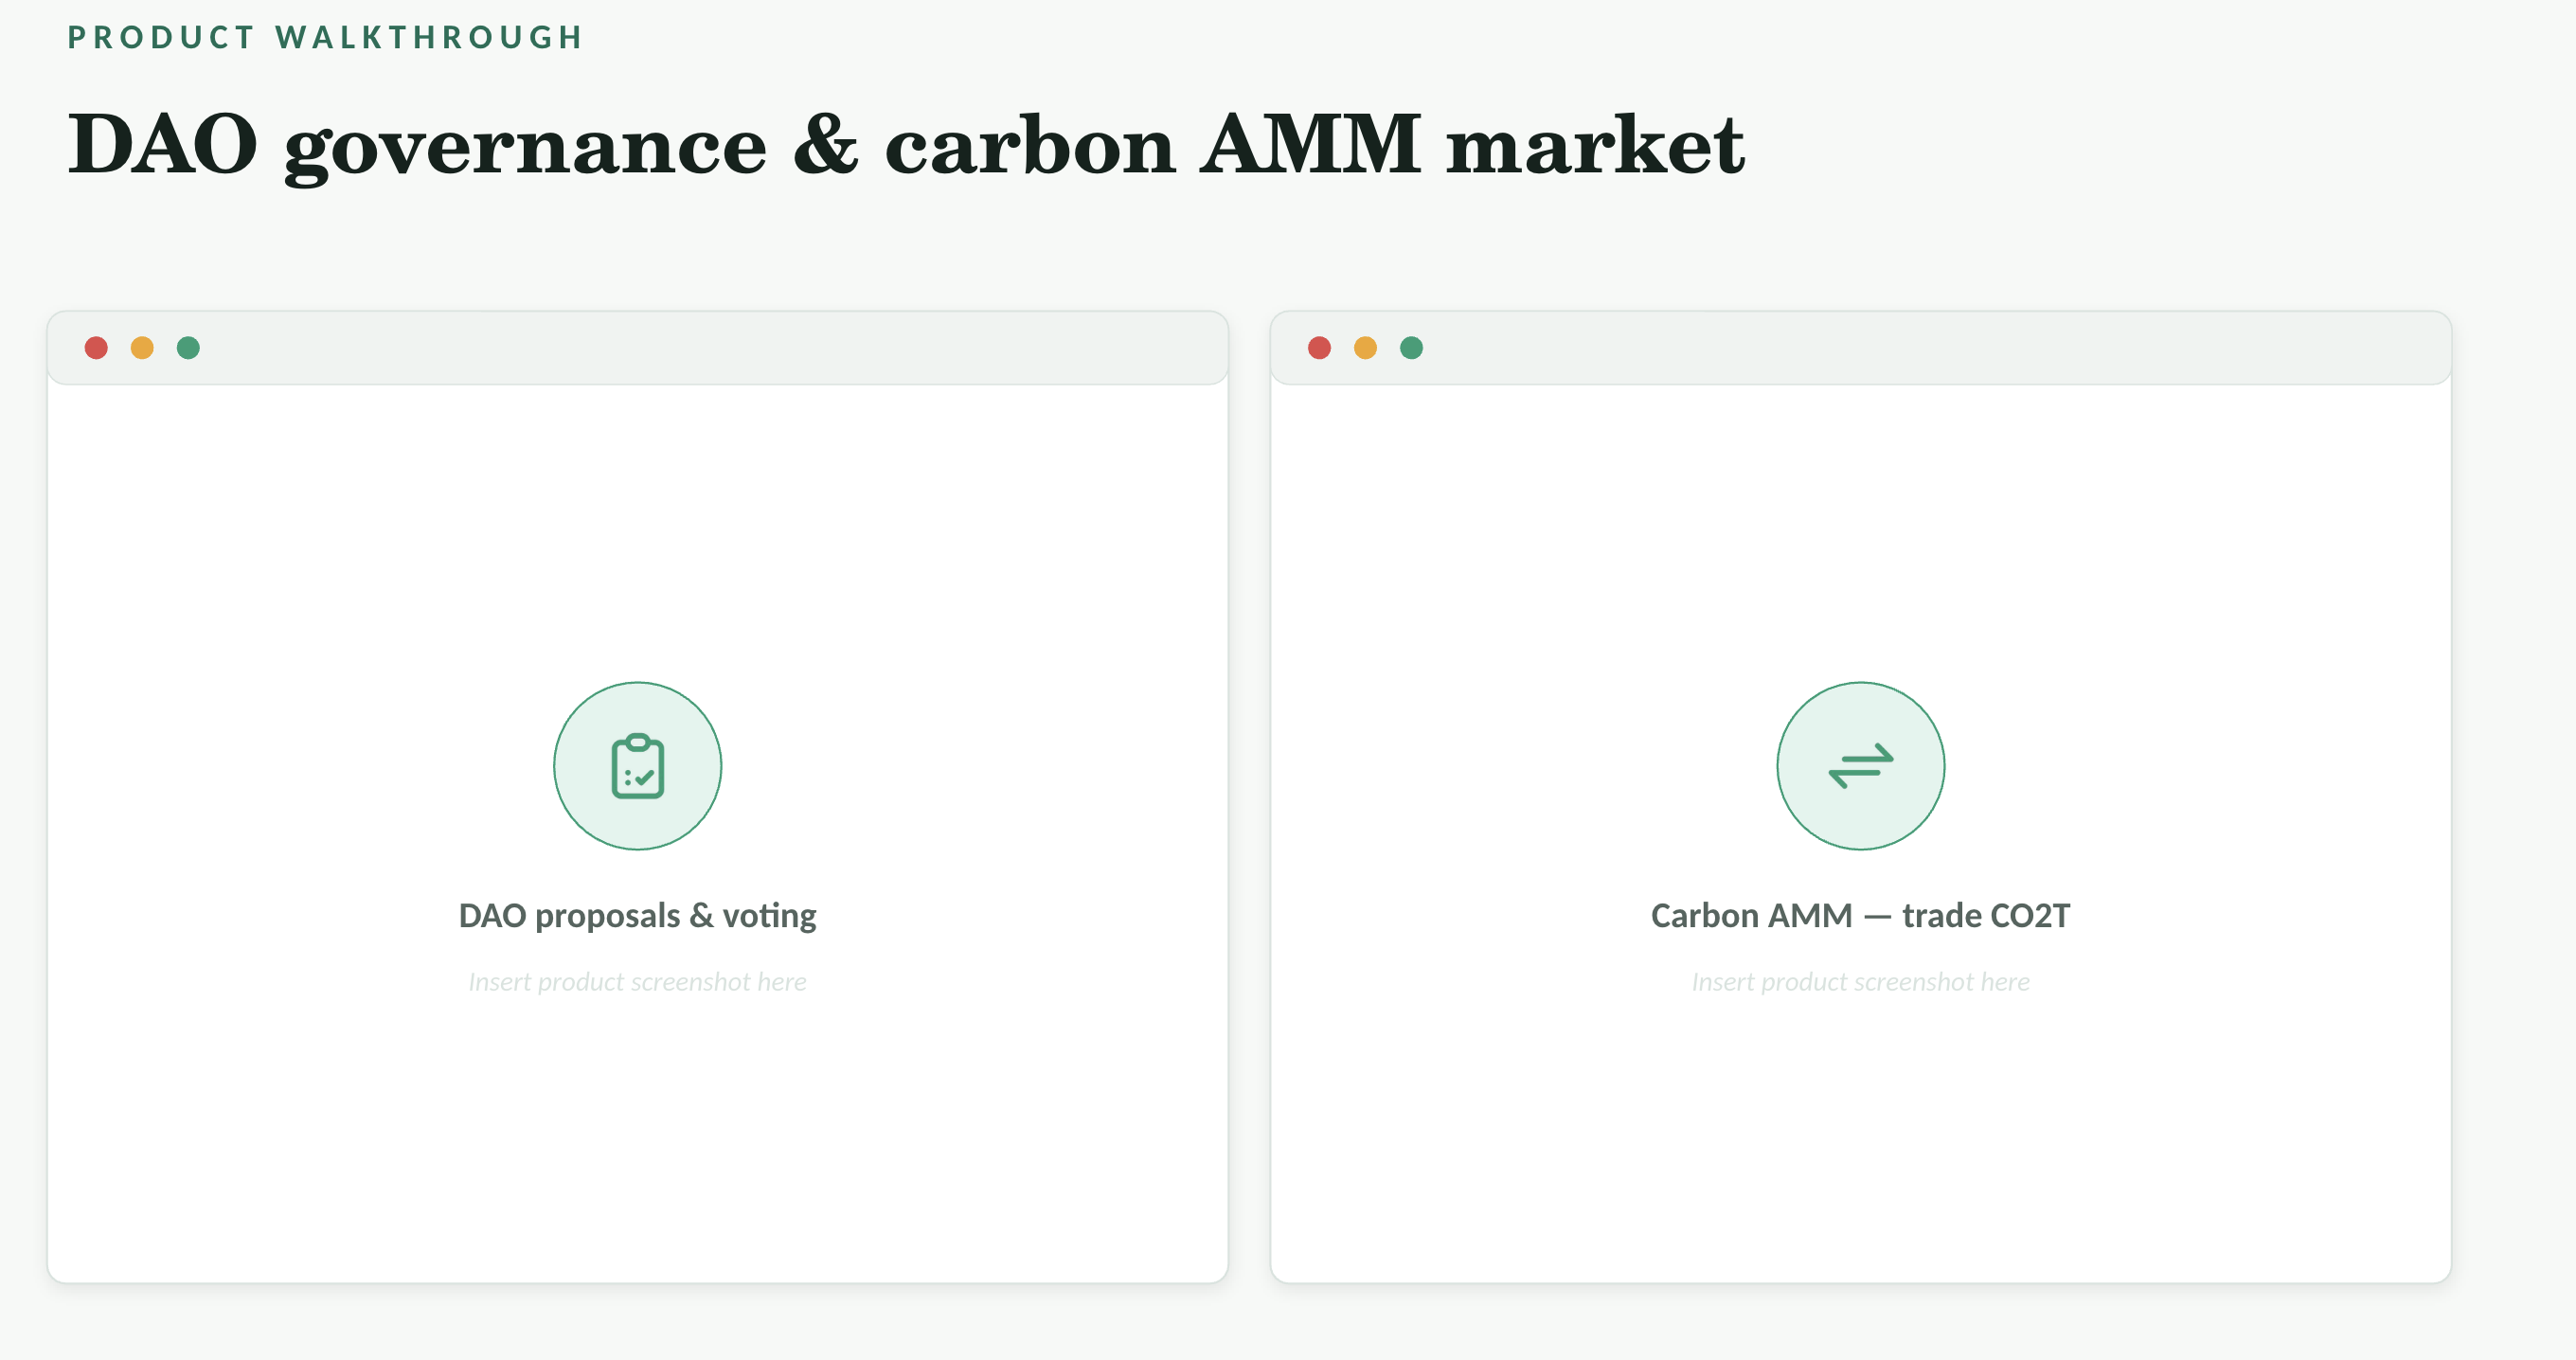 PRODUCT WALKTHROUGH
DAO governance & carbon AMM market
DAO proposals & voting
Insert product screenshot here
Carbon AMM — trade CO2T
Insert product screenshot here